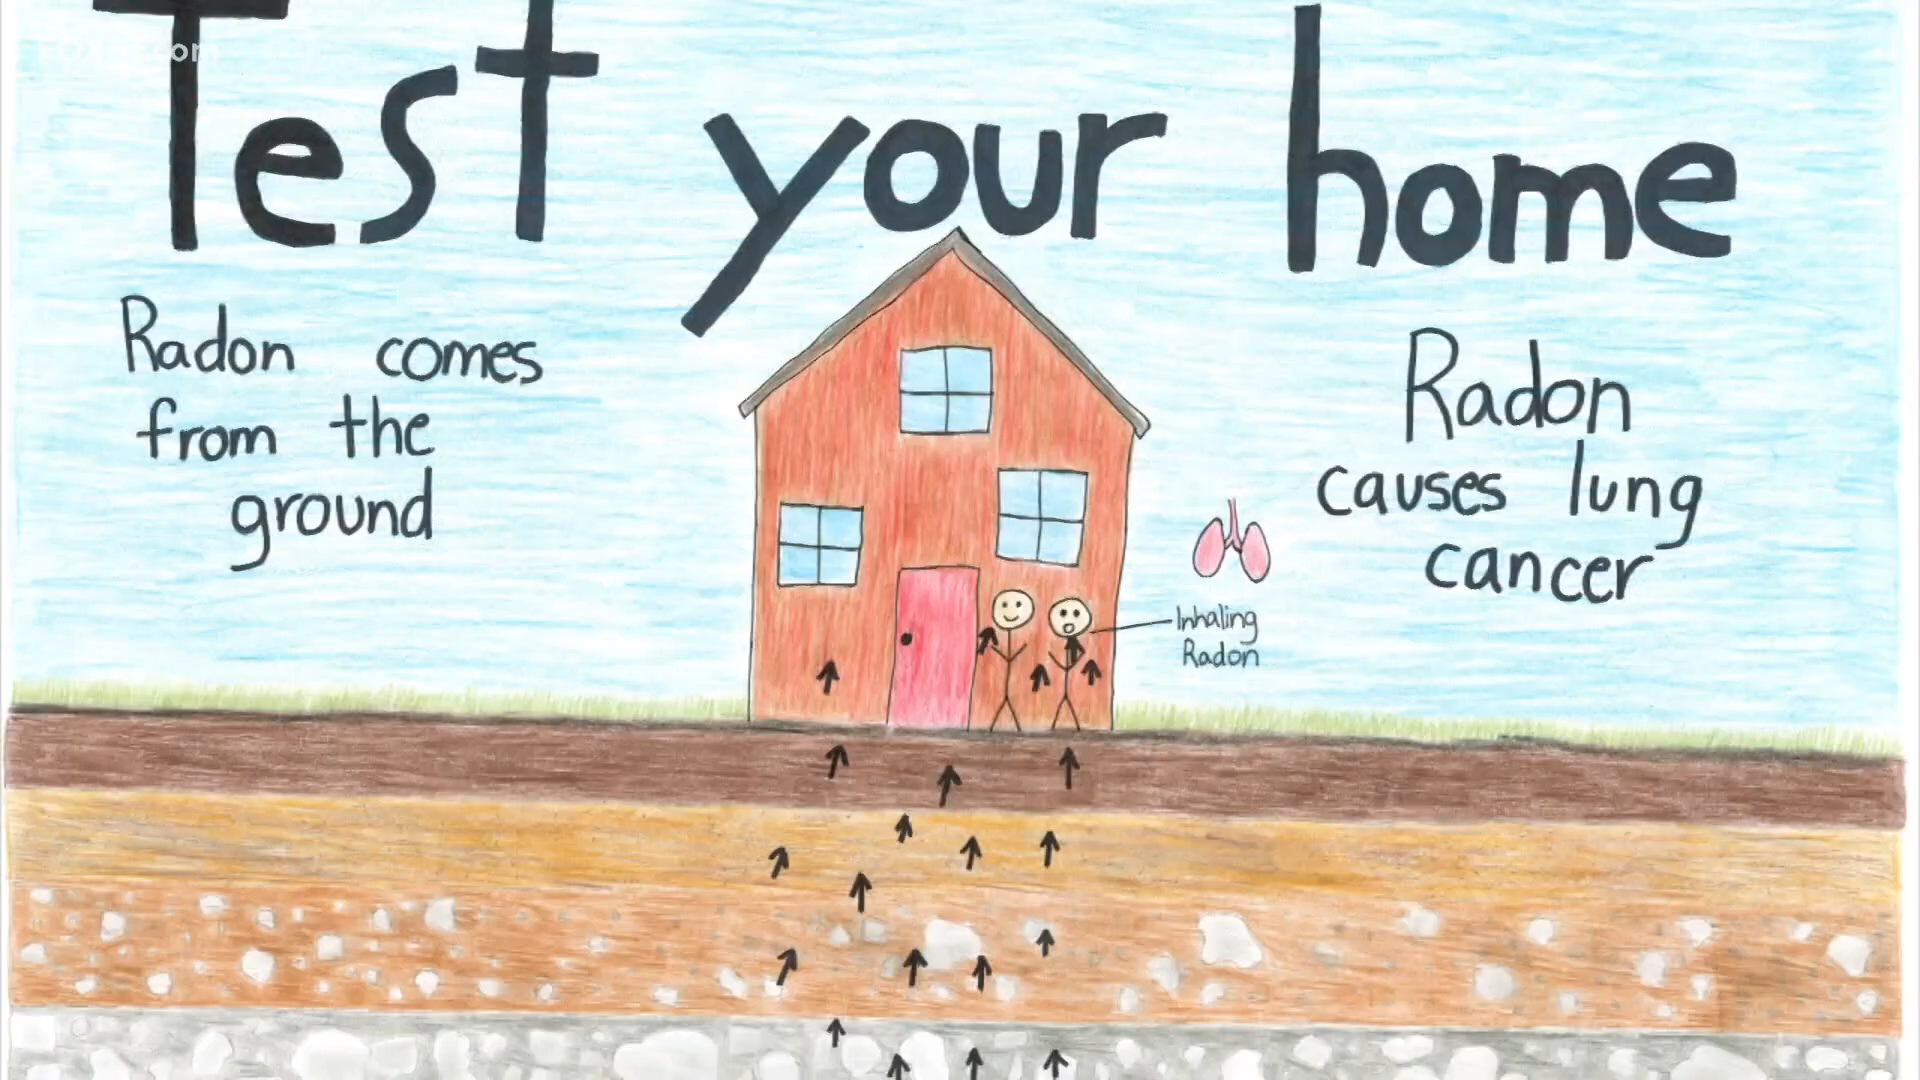 Test your home
Radon comes
from the
ground
Radon
causes lung
cancer
Inhaling
Radon